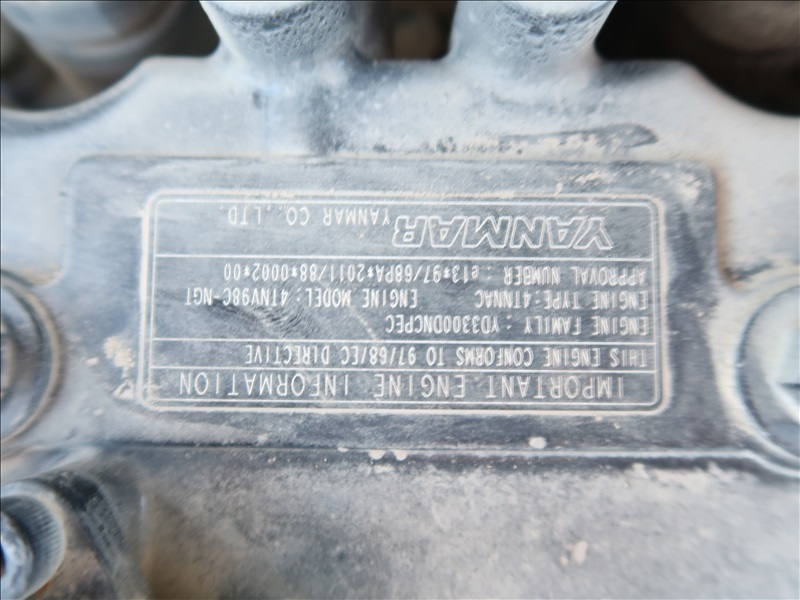 IMPORTANT ENGINE INFORMATION
THIS ENGINE CONFORMS TO 97/68/EC DIRECTIVE
ENGINE FAMILY : YD3300DNCPEC
ENGINE TYPE:4TNNAC ENGINE MODEL:4TNV98C-NGT
APPROVAL NUMBER : e13*97/68PA*2011/88*0002*00
YANMAR YANMAR CO.,LTD.